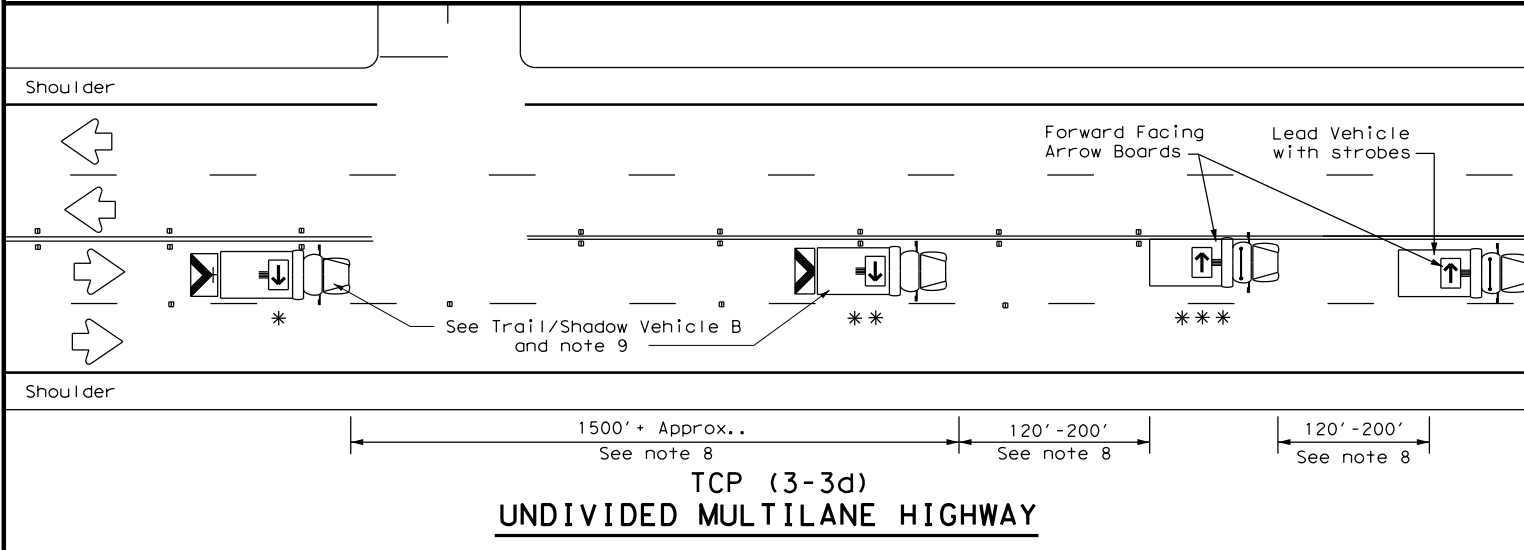 Shoulder
Forward Facing
Arrow Boards
Lead Vehicle
with strobes
*
**
***
See Trail/Shadow Vehicle B
and note 9
Shoulder
1500'+ Approx..
See note 8
120'-200'
See note 8
120'-200'
See note 8
TCP (3-3d)
UNDIVIDED MULTILANE HIGHWAY